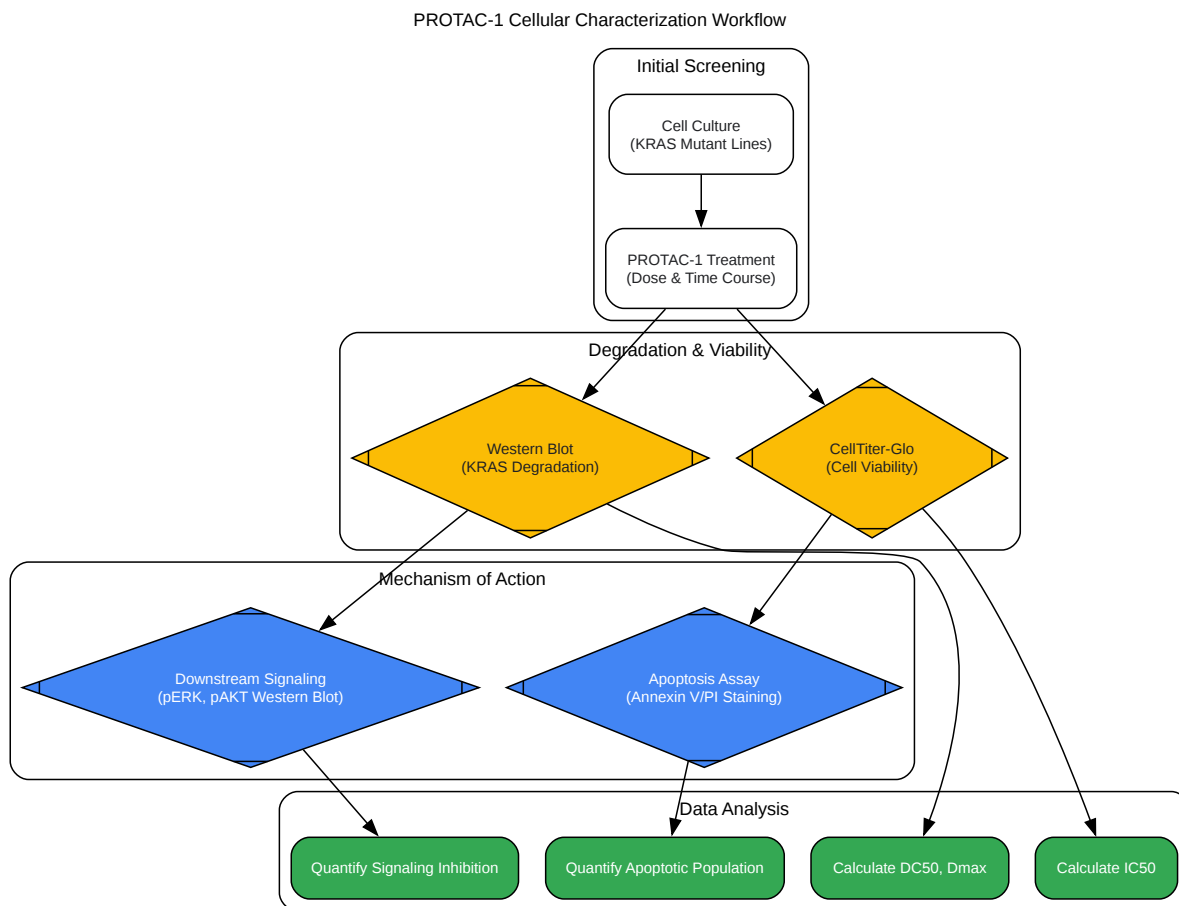 PROTAC-1 Cellular Characterization Workflow
Initial Screening
Cell Culture
(KRAS Mutant Lines)
PROTAC-1 Treatment
(Dose & Time Course)
Degradation & Viability
Western Blot
(KRAS Degradation)
CellTiter-Glo
(Cell Viability)
Mechanism of Action
Downstream Signaling
(pERK, pAKT Western Blot)
Apoptosis Assay
(Annexin V/PI Staining)
Data Analysis
Quantify Signaling Inhibition
Quantify Apoptotic Population
Calculate DC50, Dmax
Calculate IC50